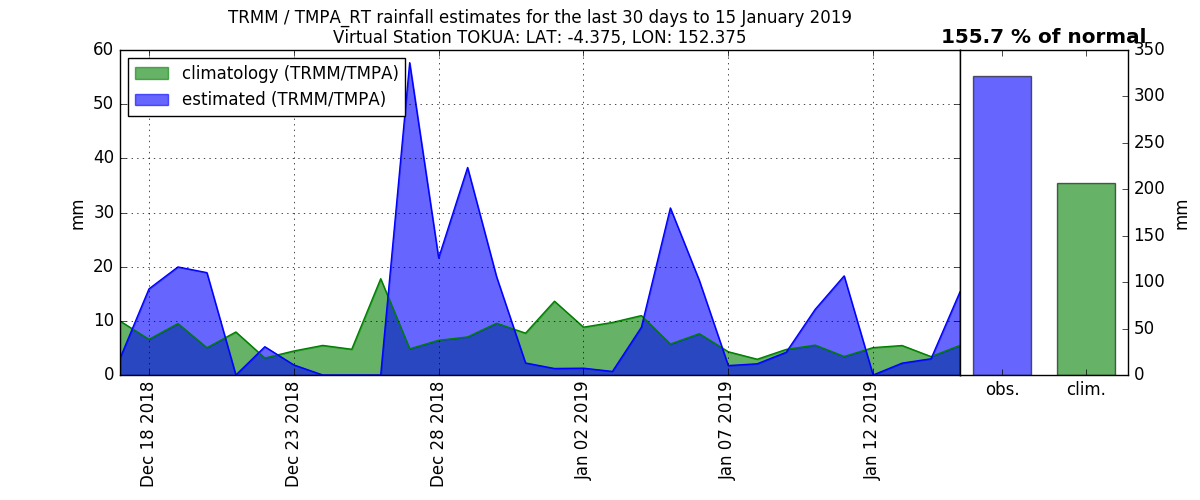 TRMM / TMPA_RT rainfall estimates for the last 30 days to 15 January 2019
Virtual Station TOKUA: LAT: -4.375, LON: 152.375
155.7 % of normal
climatology (TRMM/TMPA)
estimated (TRMM/TMPA)
60
50
40
30
20
10
0
mm
Dec 18 2018
Dec 23 2018
Dec 28 2018
Jan 02 2019
Jan 07 2019
Jan 12 2019
obs.
clim.
350
300
250
200
150
100
50
0
mm